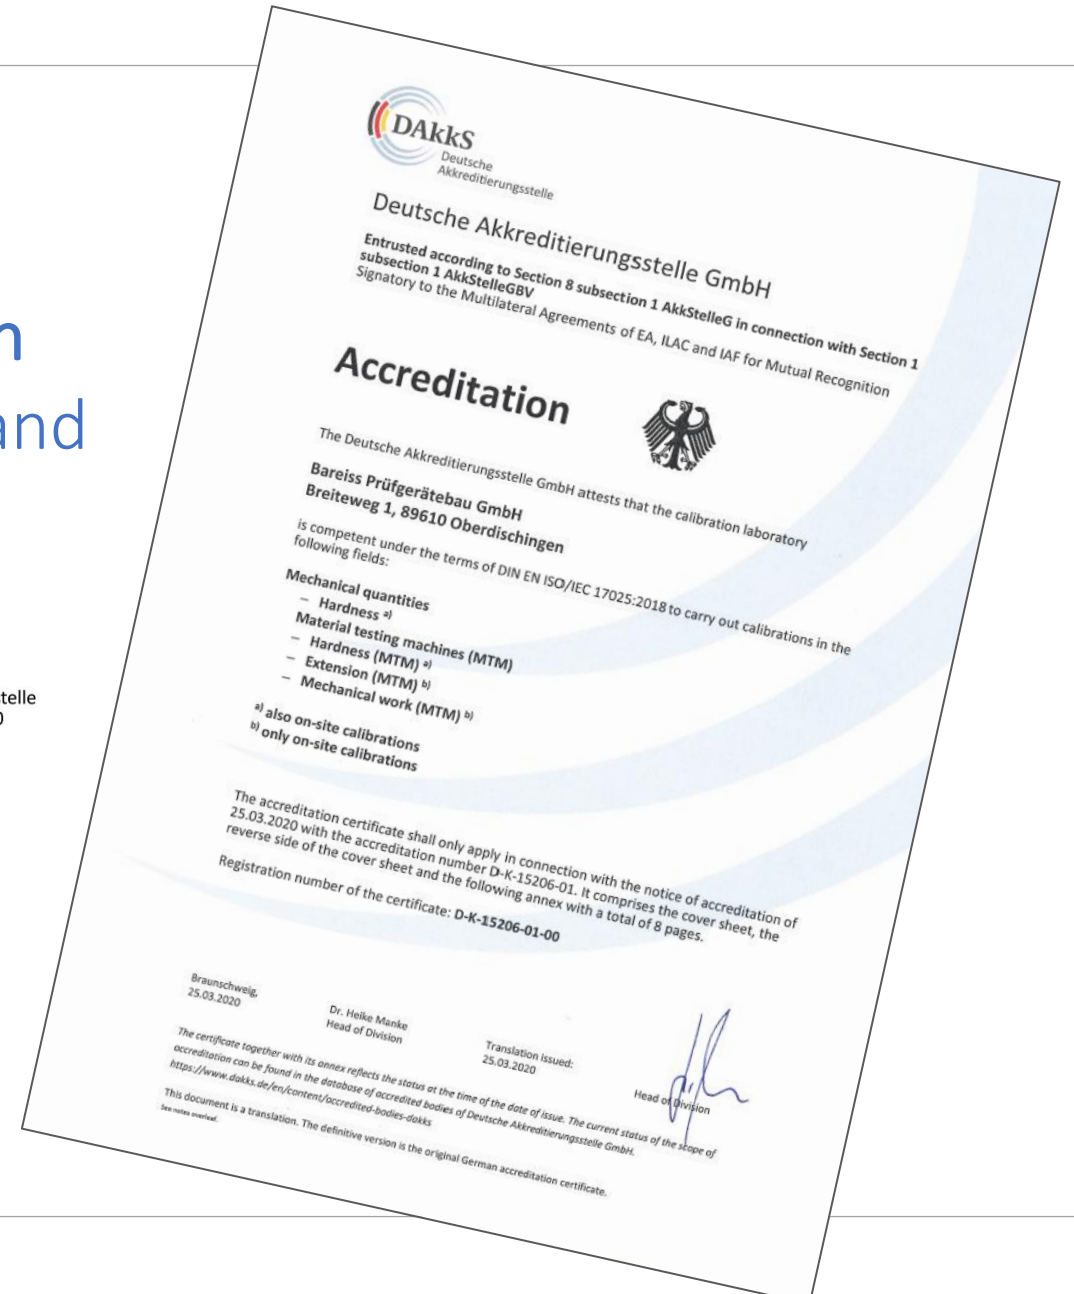 n
and
telle
0
DAkkS
Deutsche
Akkreditierungsstelle
Deutsche Akkreditierungsstelle GmbH
Entrusted according to Section 8 subsection 1 AkkStelleG in connection with Section 1
subsection 1 AkkStelleGBV
Signatory to the Multilateral Agreements of EA, ILAC and IAF for Mutual Recognition
Accreditation
The Deutsche Akkreditierungsstelle GmbH attests that the calibration laboratory
Bareiss Prüfgerätebau GmbH
Breiteweg 1, 89610 Oberdischingen
is competent under the terms of DIN EN ISO/IEC 17025:2018 to carry out calibrations in the
following fields:
Mechanical quantities
– Hardness a)
Material testing machines (MTM)
– Hardness (MTM) a)
– Extension (MTM) b)
– Mechanical work (MTM) b)
a) also on-site calibrations
b) only on-site calibrations
The accreditation certificate shall only apply in connection with the notice of accreditation of
25.03.2020 with the accreditation number D-K-15206-01. It comprises the cover sheet, the
reverse side of the cover sheet and the following annex with a total of 8 pages.
Registration number of the certificate: D-K-15206-01-00
Braunschweig,
25.03.2020
Dr. Heike Manke
Head of Division
Translation issued:
25.03.2020
Head of Division
The certificate together with its annex reflects the status at the time of the date of issue. The current status of the scope of
accreditation can be found in the database of accredited bodies of Deutsche Akkreditierungsstelle GmbH.
https://www.dakks.de/en/content/accredited-bodies-dakks
This document is a translation. The definitive version is the original German accreditation certificate.
See notes overleaf.